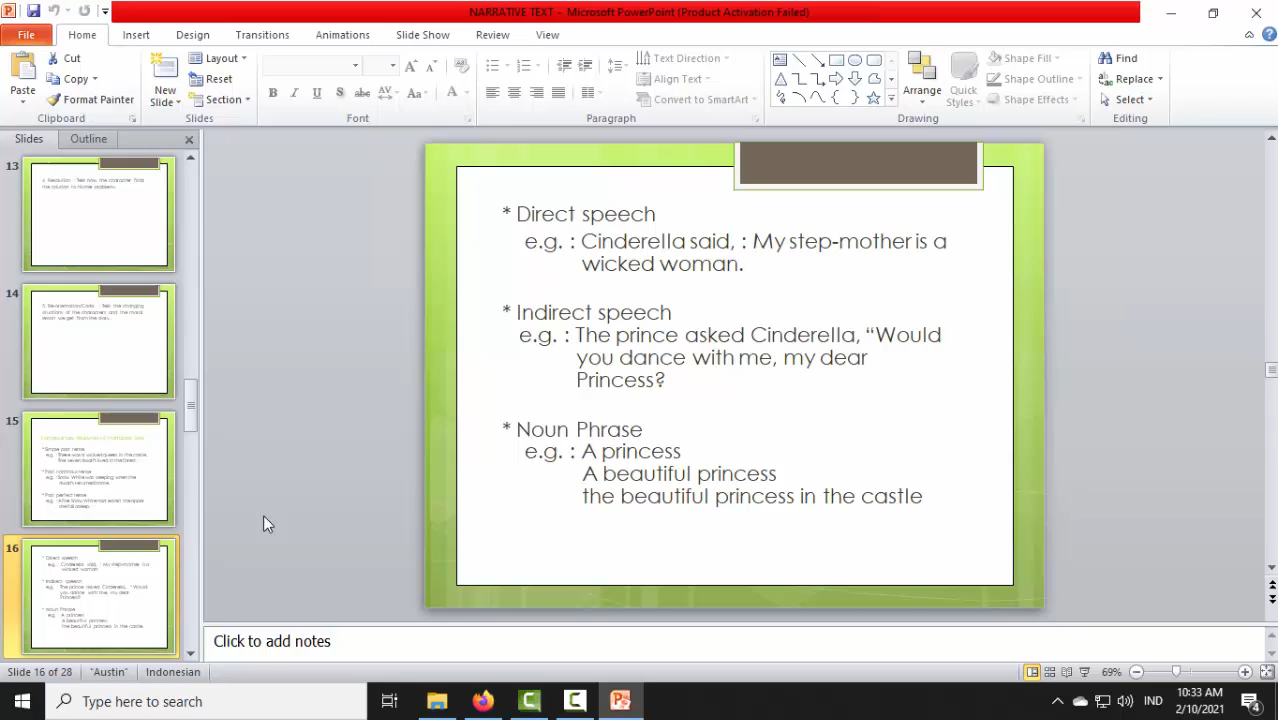 NARRATIVE TEXT – Microsoft PowerPoint (Product Activation Failed)
File Home Insert Design Transitions Animations Slide Show Review View
Cut
Copy
Format Painter
Paste
Clipboard
New
Slide
Layout
Reset
Section
Slides
Font
Text Direction
Align Text
Convert to SmartArt
Paragraph
Arrange
Quick
Styles
Shape Fill
Shape Outline
Shape Effects
Drawing
Find
Replace
Select
Editing
Slides Outline
13
14
15
16
* Direct speech
e.g. : Cinderella said, : My step-mother is a
wicked woman.
* Indirect speech
e.g. : The prince asked Cinderella, “Would
you dance with me, my dear
Princess?
* Noun Phrase
e.g. : A princess
A beautiful princess
the beautiful princess in the castle
Click to add notes
Slide 16 of 28 "Austin" Indonesian 69%
Type here to search
IND
10:33 AM
2/10/2021
4